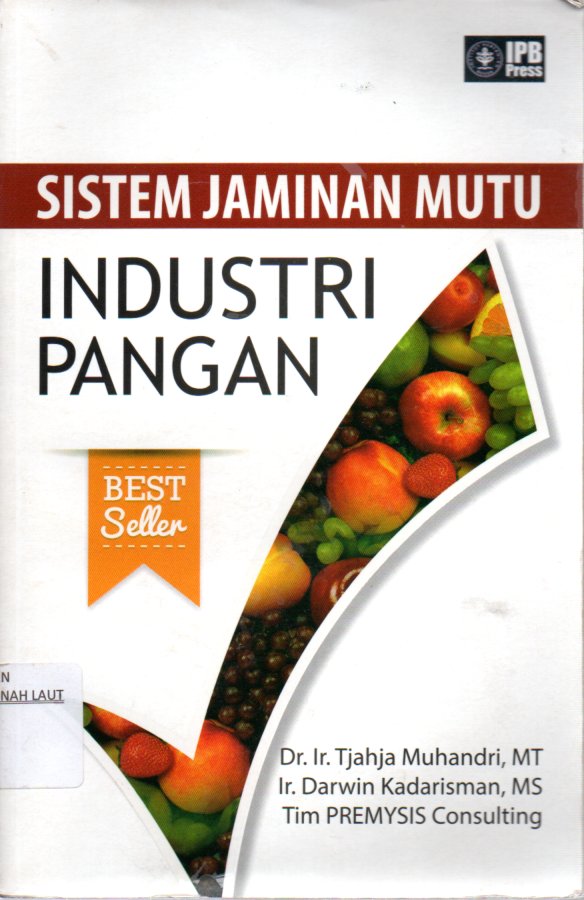 IPB
Press
SISTEM JAMINAN MUTU
INDUSTRI
PANGAN
BEST
Seller
N
NAH LAUT
Dr. Ir. Tjahja Muhandri, MT
Ir. Darwin Kadarisman, MS
Tim PREMYSIS Consulting